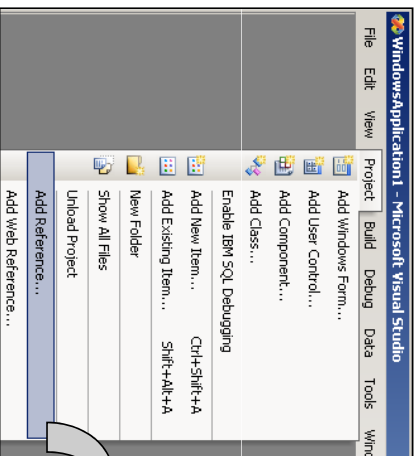 WindowsApplication1 - Microsoft Visual Studio
File Edit View Project Build Debug Data Tools
Add Windows Form...
Add User Control...
Add Component...
Add Class...
Enable IBM SQL Debugging
Add New Item... Ctrl+Shift+A
Add Existing Item... Shift+Alt+A
New Folder
Show All Files
Unload Project
Add Reference...
Add Web Reference...